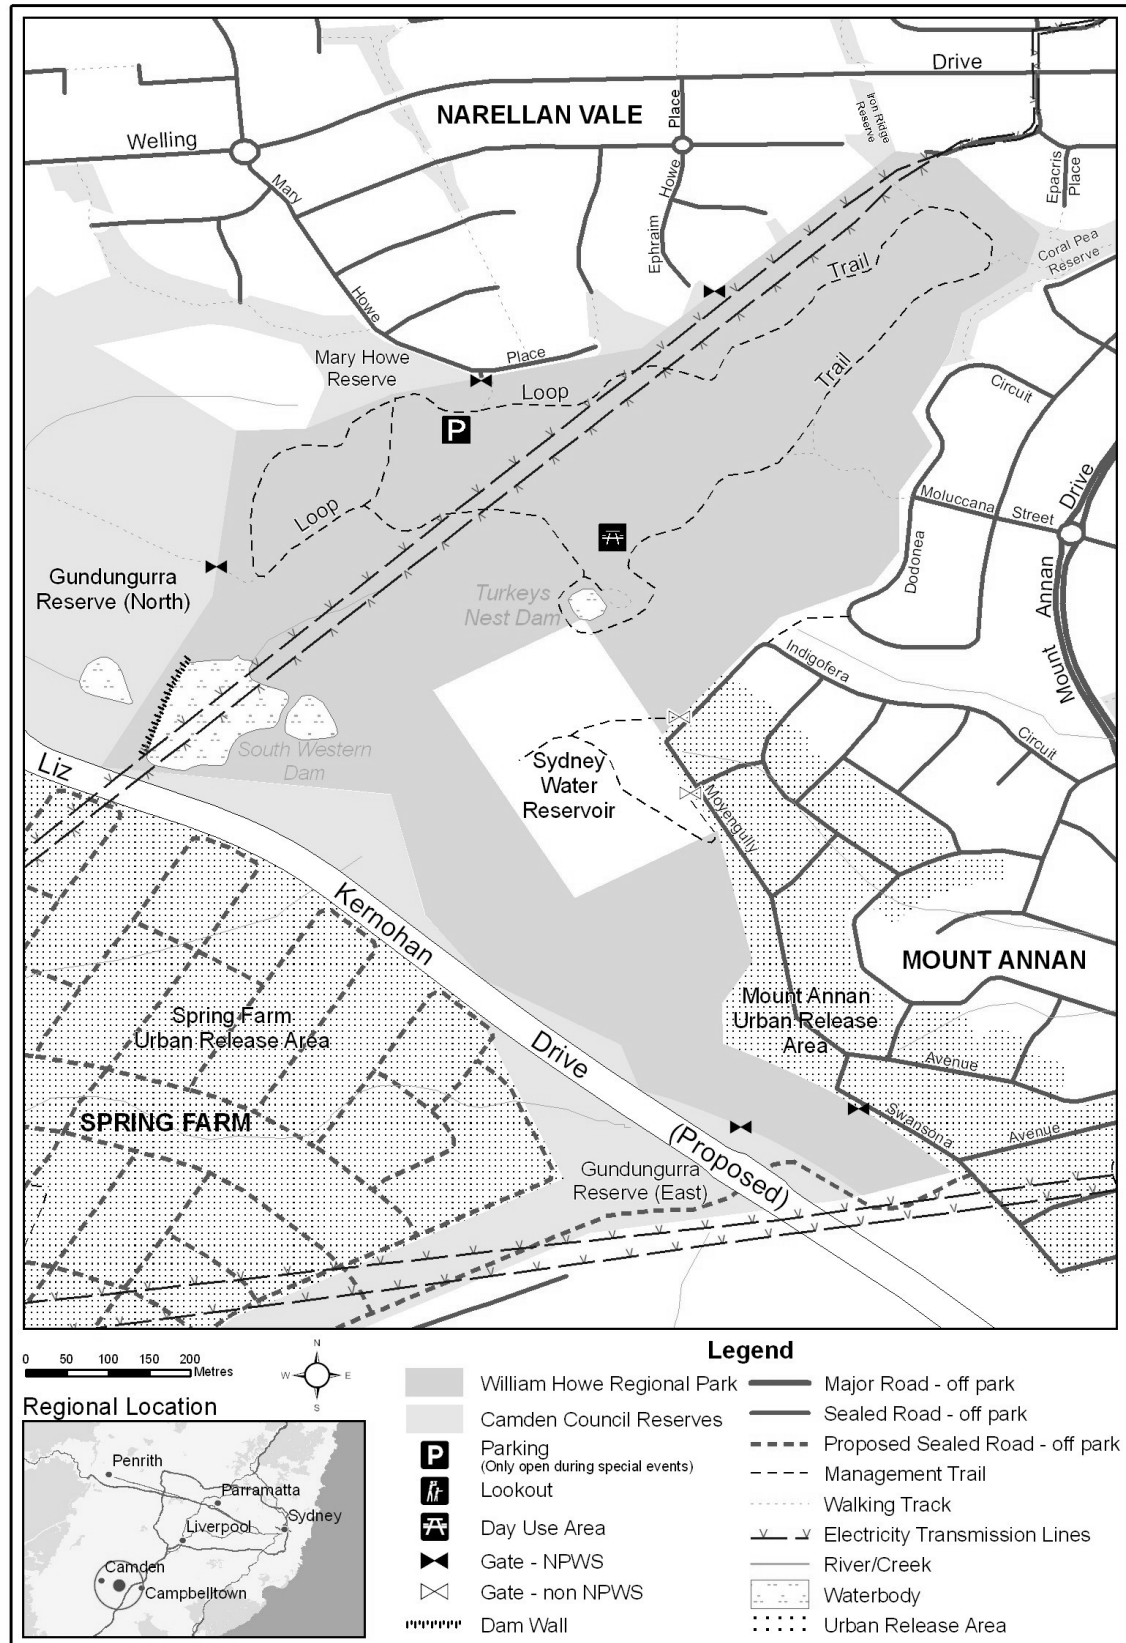 Drive
NARELLAN VALE
Welling
Place
Iron Ridge
Reserve
Mary
Howe
Epacris
Place
Ephraim
Coral Pea
Reserve
Trail
Howe
Mary Howe
Reserve
Place
Loop
Trail
Circuit
Drive
Moluccana
Street
Loop
Gundungurra
Reserve (North)
Turkeys
Nest Dam
Dodonea
Annan
Mount
Indigofera
Circuit
South Western
Dam
Liz
Sydney
Water
Reservoir
Moyengully
Kernohan
MOUNT ANNAN
Mount Annan
Urban Release
Area
Spring Farm
Urban Release Area
Drive
Avenue
SPRING FARM
Swansona
Avenue
(Proposed)
Gundungurra
Reserve (East)
0 50 100 150 200
Metres
N
W E
S
Legend
William Howe Regional Park
Camden Council Reserves
P Parking
(Only open during special events)
Lookout
Day Use Area
Gate - NPWS
Gate - non NPWS
Dam Wall
Major Road - off park
Sealed Road - off park
Proposed Sealed Road - off park
Management Trail
Walking Track
Electricity Transmission Lines
River/Creek
Waterbody
Urban Release Area
Regional Location
Penrith
Parramatta
Sydney
Liverpool
Camden
Campbelltown
P